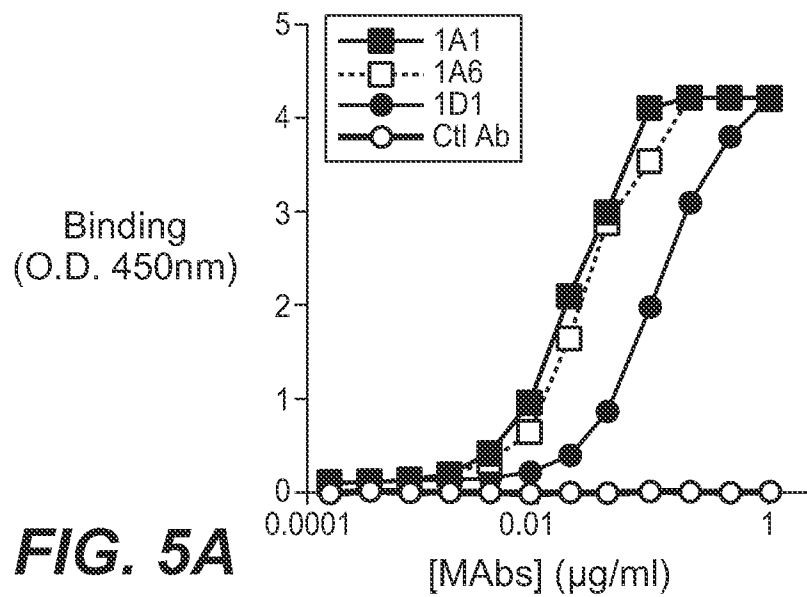 5
1A1
1A6
1D1
Ctl Ab
4
3
Binding
(O.D. 450nm)
2
1
0
0.0001
0.01
1
[MAbs] (µg/ml)
FIG. 5A